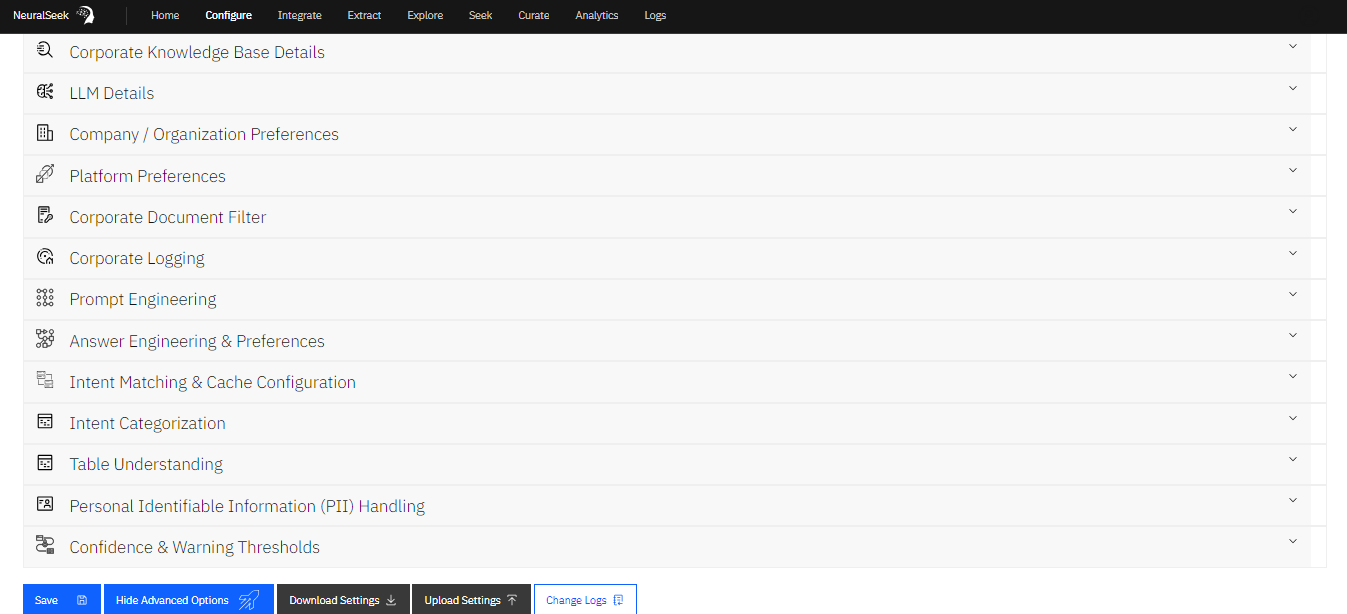 NeuralSeek Home Configure Integrate Extract Explore Seek Curate Analytics Logs
Corporate Knowledge Base Details
LLM Details
Company / Organization Preferences
Platform Preferences
Corporate Document Filter
Corporate Logging
Prompt Engineering
Answer Engineering & Preferences
Intent Matching & Cache Configuration
Intent Categorization
Table Understanding
Personal Identifiable Information (PII) Handling
Confidence & Warning Thresholds
Save Hide Advanced Options Download Settings Upload Settings Change Logs